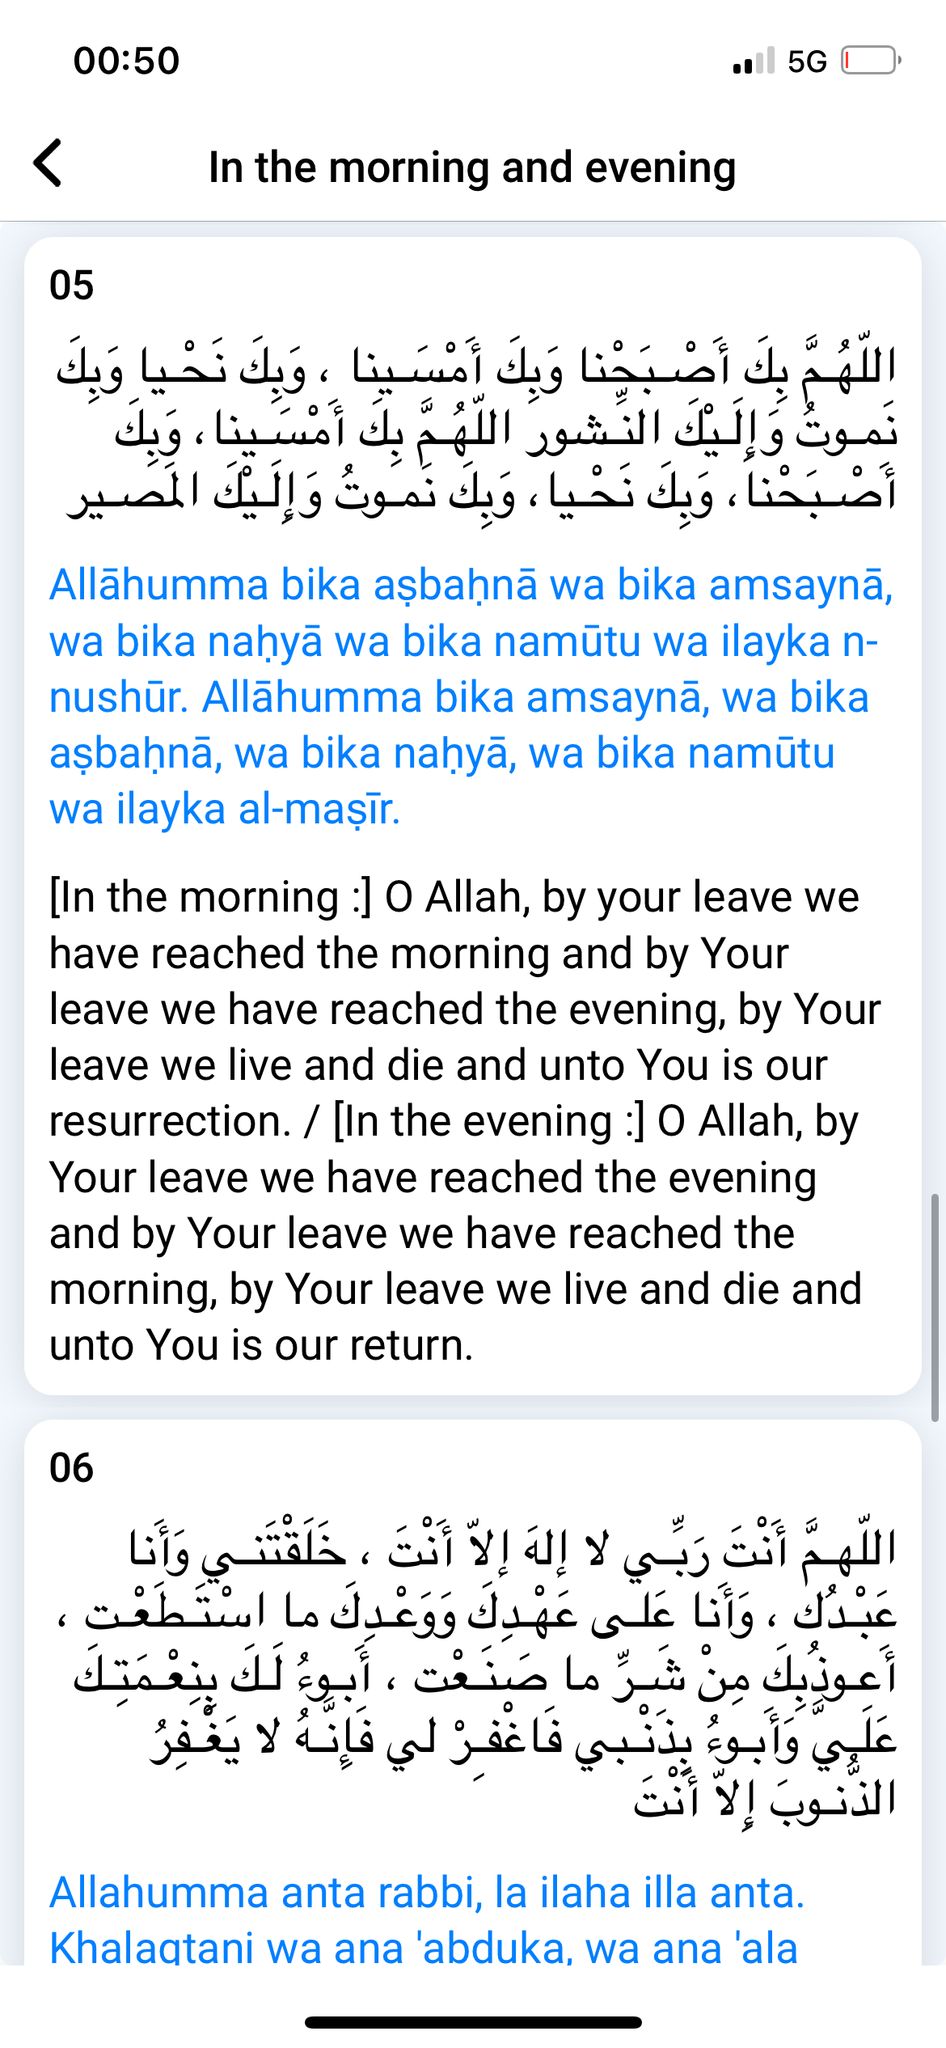 00:50
5G
In the morning and evening
05
اللّهُمَّ بِكَ أَصْـبَحْنا وَبِكَ أَمْسَـينا ، وَبِكَ نَحْـيا وَبِكَ
نَمـوتُ وَإِلَـيْكَ النِّـشور اللّهُمَّ بِكَ أَمْسَـينا، وَبِكَ
أَصْـبَحْنا، وَبِكَ نَحْـيا، وَبِكَ نَمـوتُ وَإِلَـيْكَ المَصـير
Allāhumma bika aṣbaḥnā wa bika amsaynā,
wa bika naḥyā wa bika namūtu wa ilayka n-
nushūr. Allāhumma bika amsaynā, wa bika
aṣbaḥnā, wa bika naḥyā, wa bika namūtu
wa ilayka al-maṣīr.
[In the morning :] O Allah, by your leave we
have reached the morning and by Your
leave we have reached the evening, by Your
leave we live and die and unto You is our
resurrection. / [In the evening :] O Allah, by
Your leave we have reached the evening
and by Your leave we have reached the
morning, by Your leave we live and die and
unto You is our return.
06
اللّهمَّ أَنْتَ رَبِّـي لا إلهَ إلاّ أَنْتَ ، خَلَقْتَنـي وَأَنا
عَبْـدُك ، وَأَنا عَلـى عَهْـدِكَ وَوَعْـدِكَ ما اسْتَـطَعْـت ،
أَعـوذُبِكَ مِنْ شَـرِّ ما صَنَـعْت ، أَبـوءُ لَـكَ بِنِعْـمَتِـكَ
عَلَـيَّ وَأَبـوءُ بِذَنْـبي فَاغْفـِرْ لي فَإِنَّـهُ لا يَغْـفِرُ
الذُّنـوبَ إِلاّ أَنْتَ
Allahumma anta rabbi, la ilaha illa anta.
Khalaqtani wa ana 'abduka, wa ana 'ala